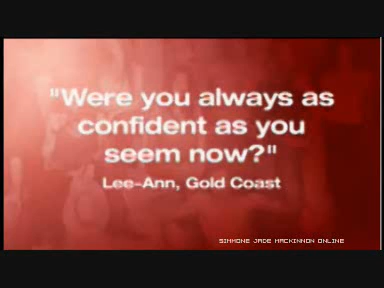 "Were you always as
confident as you
seem now?"
Lee-Ann, Gold Coast
SIMMONE JADE MACKINNON ONLINE